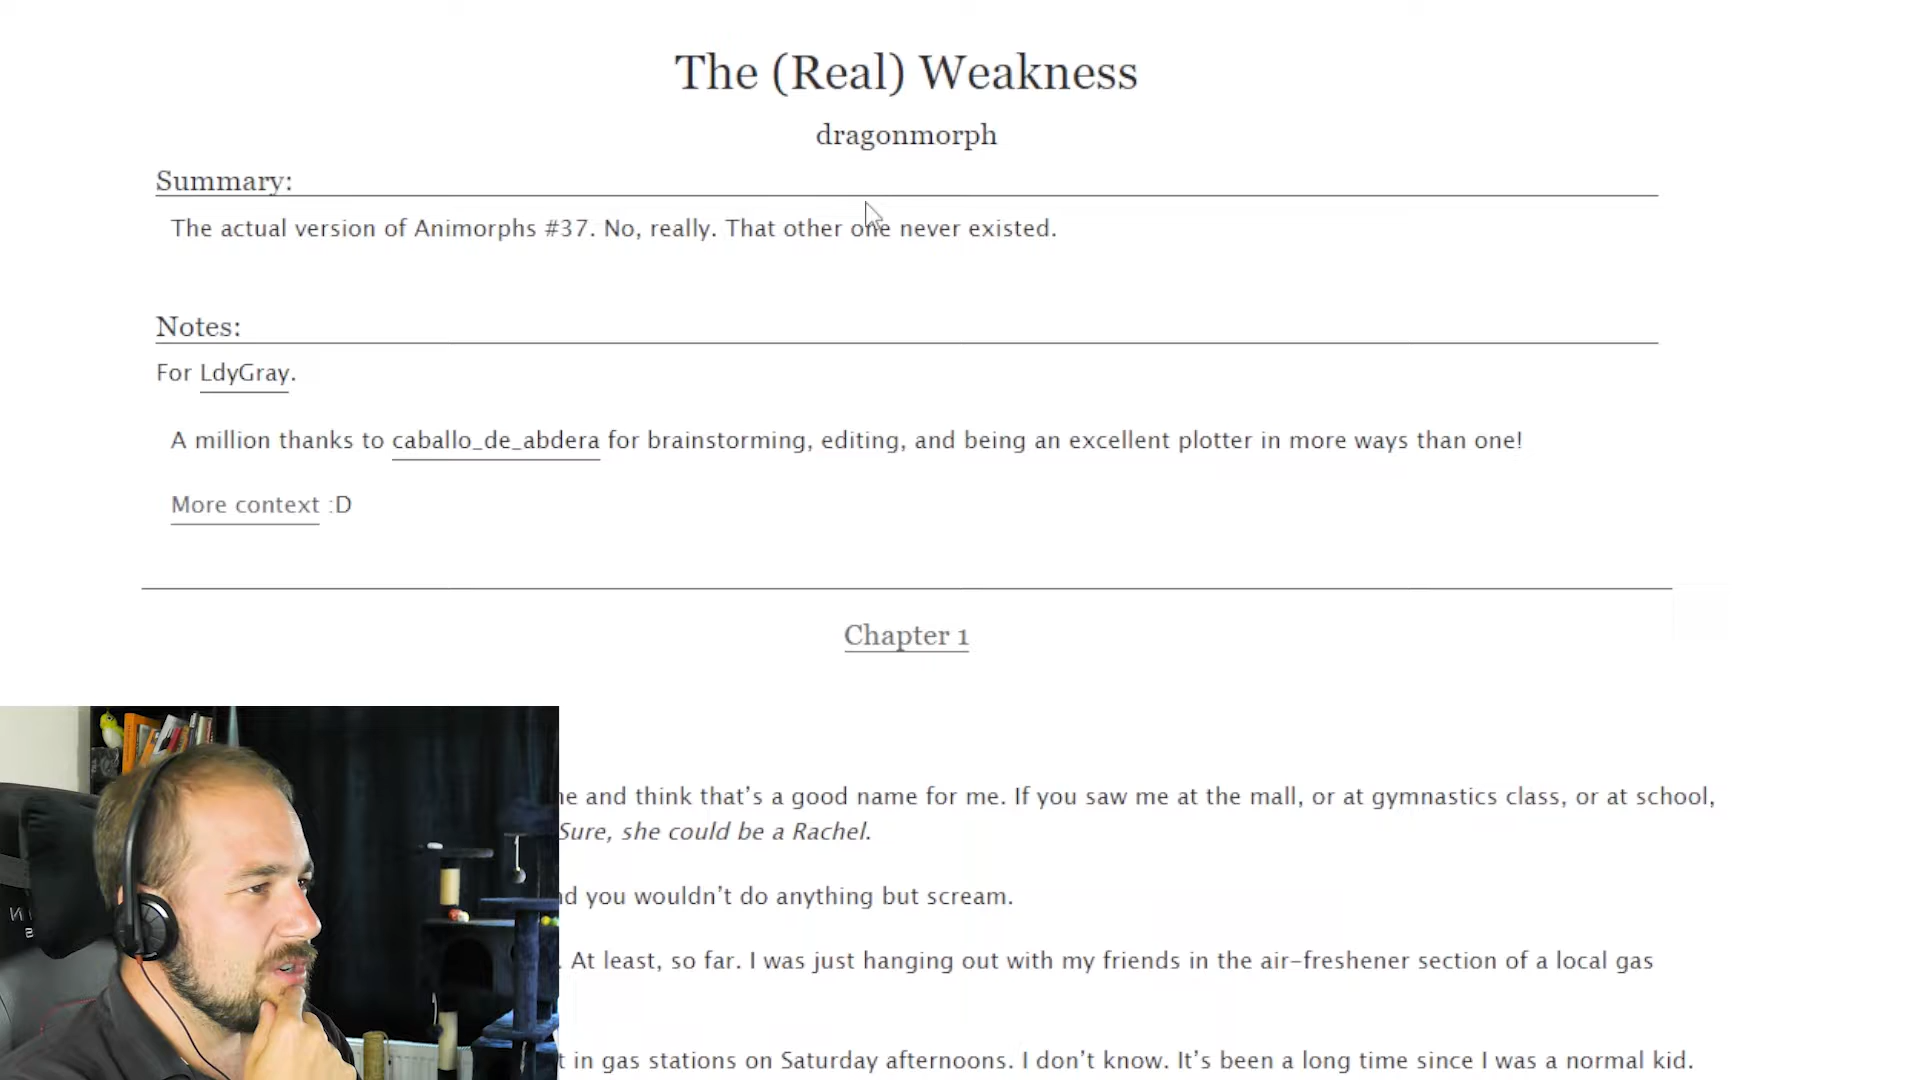 The (Real) Weakness
dragonmorph
Summary:
The actual version of Animorphs #37. No, really. That other one never existed.
Notes:
For LdyGray.
A million thanks to caballo_de_abdera for brainstorming, editing, and being an excellent plotter in more ways than one!
More context :D
Chapter 1
and think that’s a good name for me. If you saw me at the mall, or at gymnastics class, or at school,
Sure, she could be a Rachel.
you wouldn’t do anything but scream.
At least, so far. I was just hanging out with my friends in the air-freshener section of a local gas
in gas stations on Saturday afternoons. I don’t know. It’s been a long time since I was a normal kid.